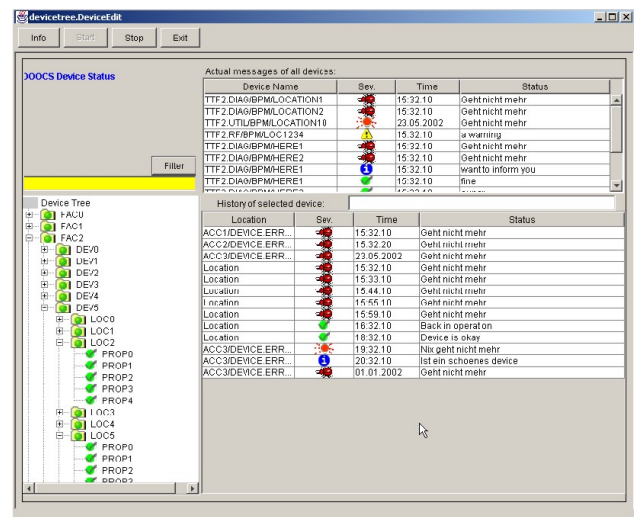 devicetree.DeviceEdit
Info Start Stop Exit
DOOCS Device Status
Filler
Actual messages of all devices:
Device Name Sev. Time Status
TTF2.DIAG/BPM/LOCATION1 15:32.10 Geht nicht mehr
TTF2.DIAG/BPM/LOCATION2 15:32.10 Geht nicht mehr
TTF2.UTIL/BPM/LOCATION10 23.05.2002 Geht nicht mehr
TTF2.RF/BPM/LOC1234 15.32.10 a warning
TTF2.DIAG/BPM/HERE1 15:32.10 Geht nicht mehr
TTF2.DIAG/BPM/HERE2 15:32.10 Geht nicht mehr
TTF2.DIAG/BPM/HERE1 15:32.10 want to inform you
TTF2.DIAG/BPM/HERE1 15:32.10 fine
History of selected device:
Location Sev. Time Status
ACC1/DEVICE.ERR... 15:32.10 Geht nicht mehr
ACC2/DEVICE.ERR... 15.32.20 Geht nicht mehr
ACC3/DEVICE.ERR... 23.05.2002 Geht nicht mehr
Location 15:32.10 Geht nicht mehr
Location 15:33.10 Geht nicht mehr
Location 15.44.10 Geht nicht mehr
Location 15:55.10 Geht nicht mehr
Location 15:59.10 Geht nicht mehr
Location 16:32.10 Back in operaton
Location 18:32.10 Device is okay
ACC3/DEVICE.ERR... 19:32.10 Nix geht nicht mehr
ACC3/DEVICE.ERR... 20:32.10 Ist ein schoenes device
ACC3/DEVICE.ERR... 01.01.2002 Geht nicht mehr
Device Tree
FAC0
FAC1
FAC2
DEV0
DEV1
DEV2
DEV3
DEV4
DEV5
LOC0
LOC1
LOC2
PROP0
PROP1
PROP2
PROP3
PROP4
LOC3
LOC4
LOC5
PROP0
PROP1
PROP2
PROP3